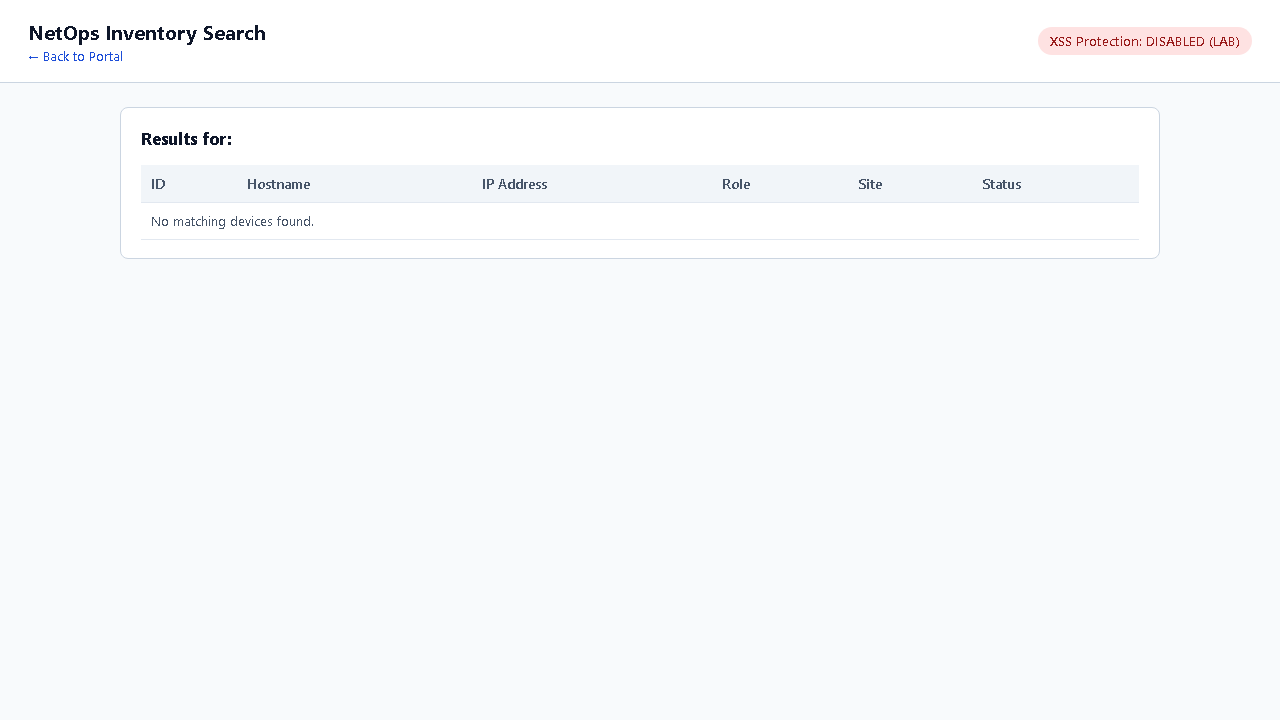 NetOps Inventory Search
← Back to Portal
XSS Protection: DISABLED (LAB)
Results for:
ID Hostname IP Address Role Site Status
No matching devices found.